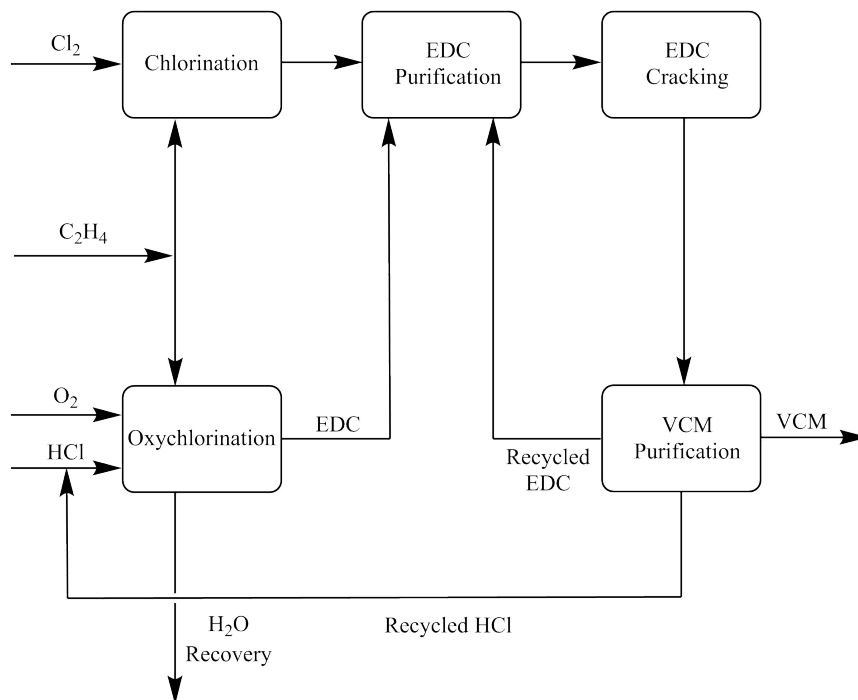 Cl₂
Chlorination
EDC
Purification
EDC
Cracking
C₂H₄
O₂
HCl
Oxychlorination
EDC
Recycled
EDC
VCM
Purification
VCM
H₂O
Recovery
Recycled HCl